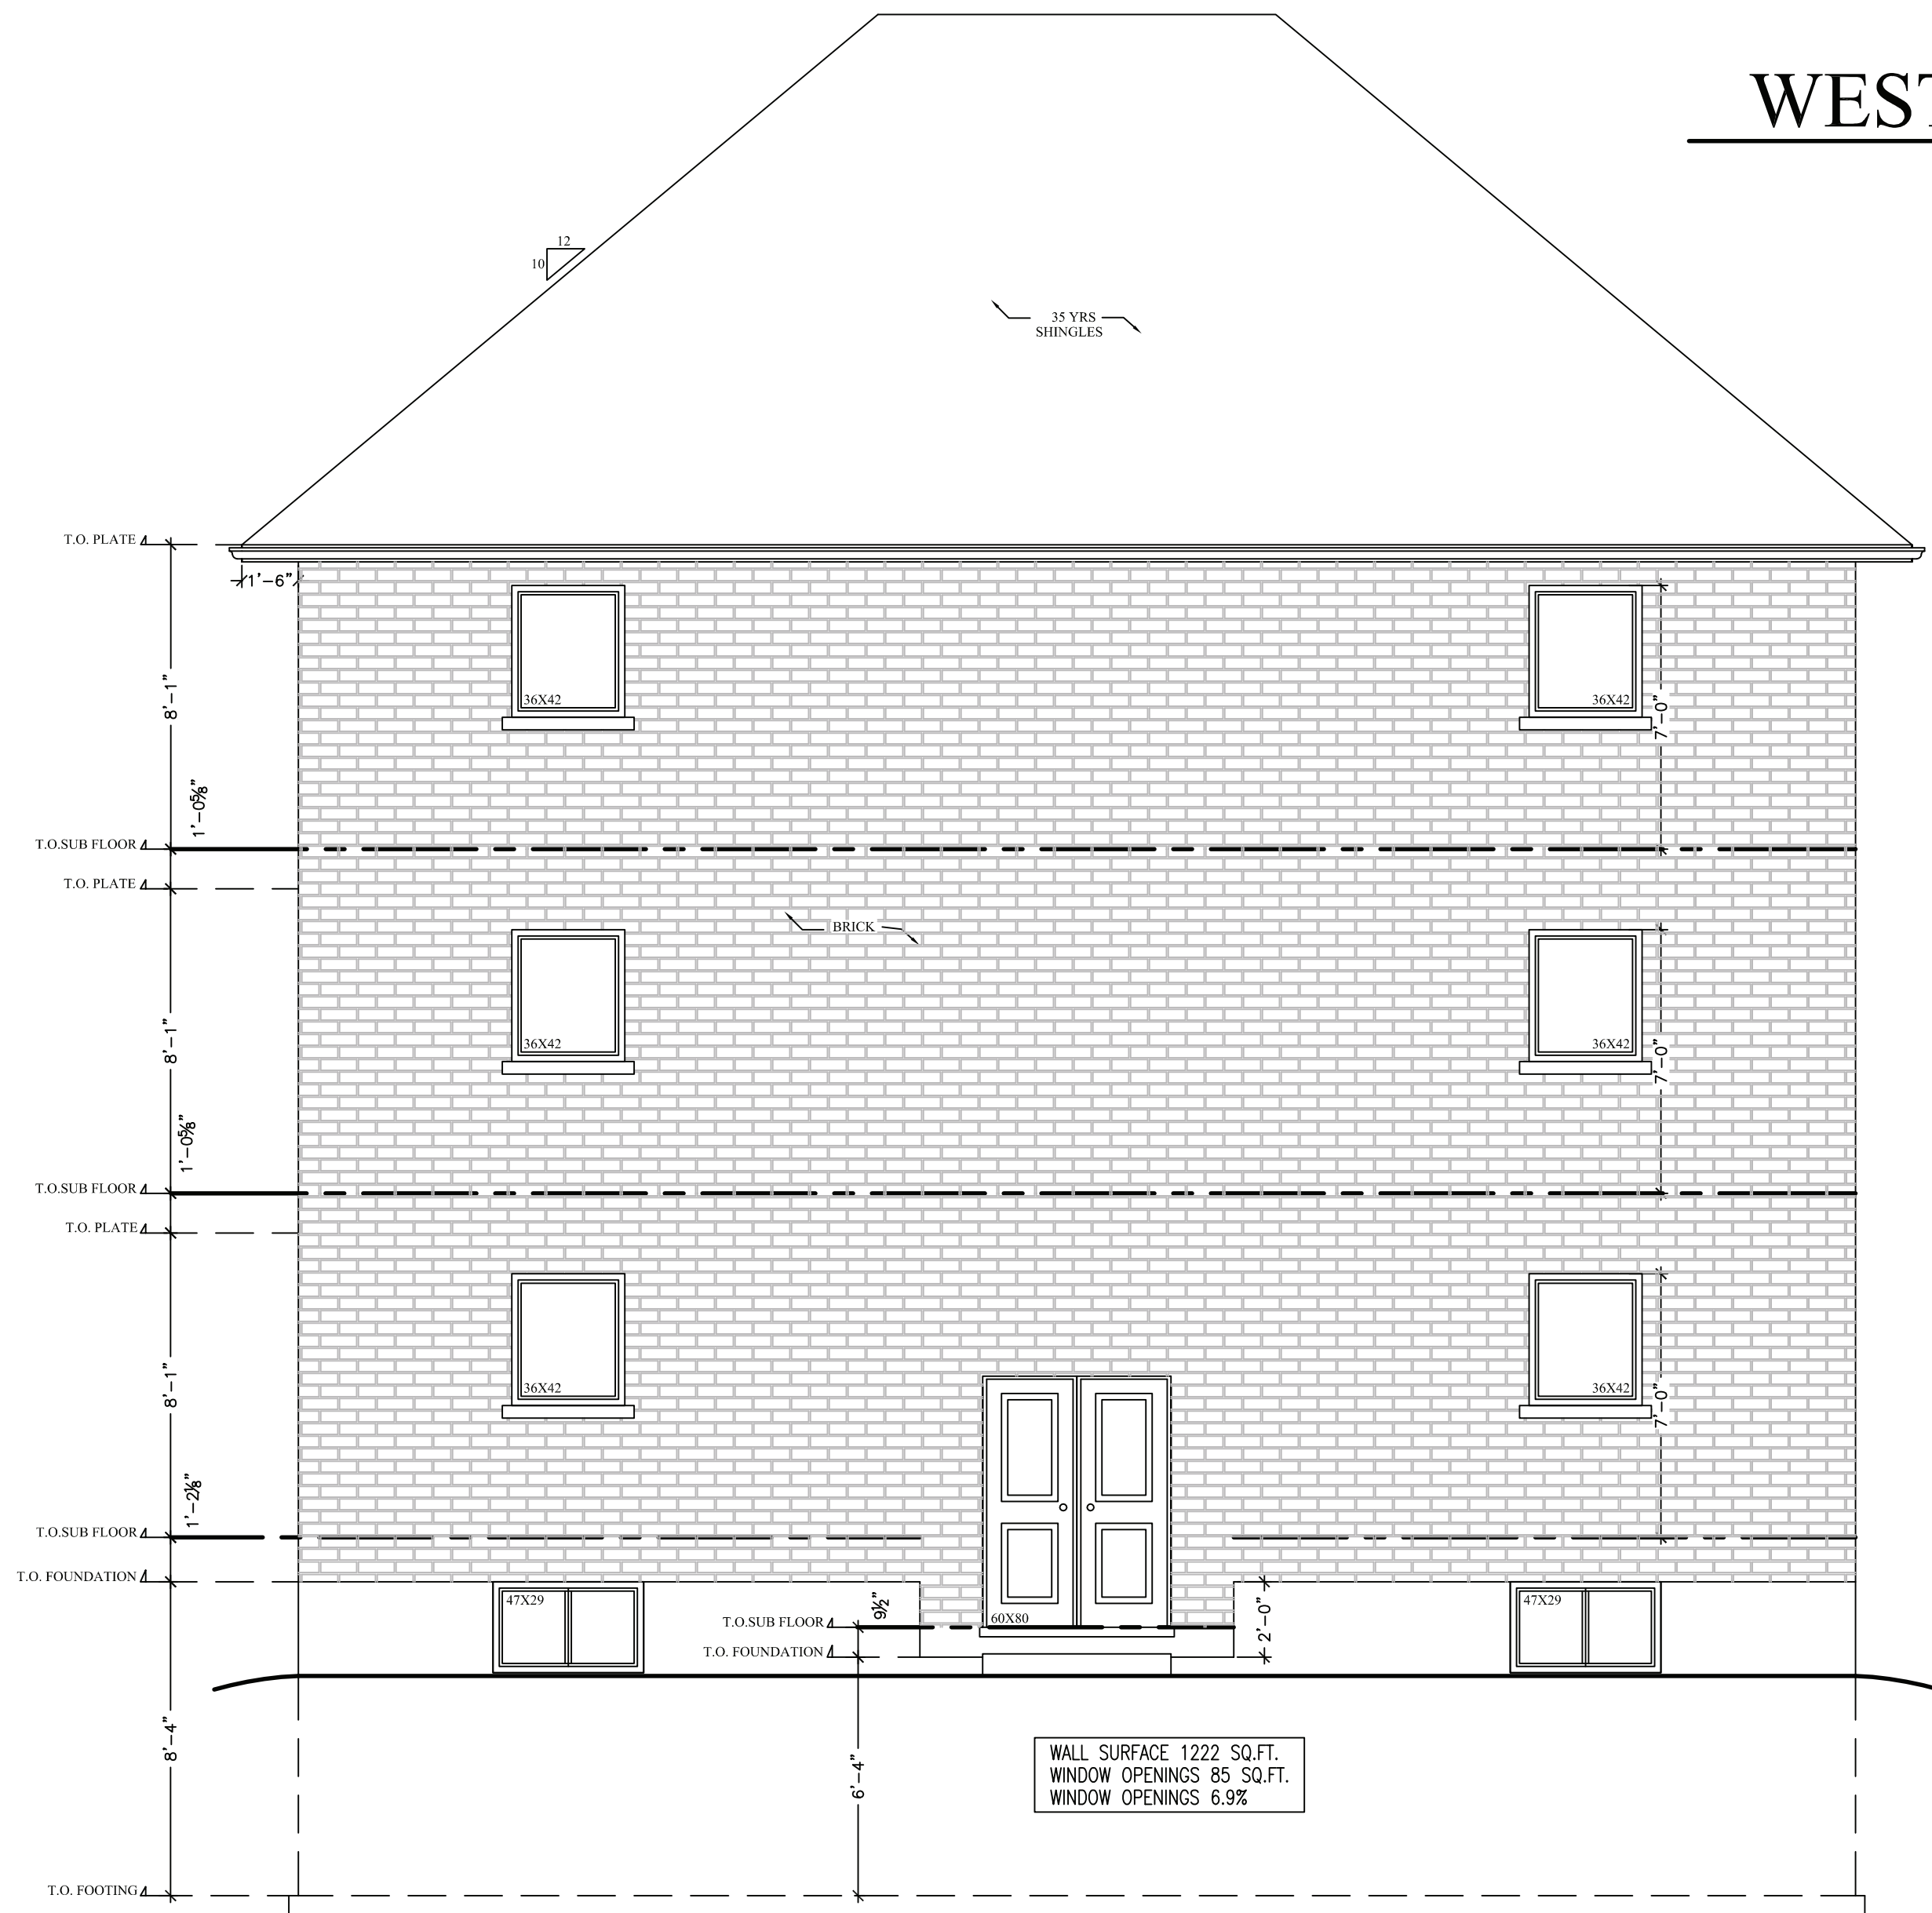 WEST
12
10
35 YRS
SHINGLES
T.O. PLATE
1'-6"
36X42
36X42
8'-1"
7'-0"
1'-0⅝"
T.O.SUB FLOOR
T.O. PLATE
BRICK
36X42
36X42
8'-1"
7'-0"
1'-0⅝"
T.O.SUB FLOOR
T.O. PLATE
36X42
36X42
8'-1"
7'-0"
1'-2⅛"
T.O.SUB FLOOR
T.O. FOUNDATION
47X29
47X29
9½"
60X80
2'-0"
T.O.SUB FLOOR
T.O. FOUNDATION
8'-4"
6'-4"
WALL SURFACE 1222 SQ.FT.
WINDOW OPENINGS 85 SQ.FT.
WINDOW OPENINGS 6.9%
T.O. FOOTING